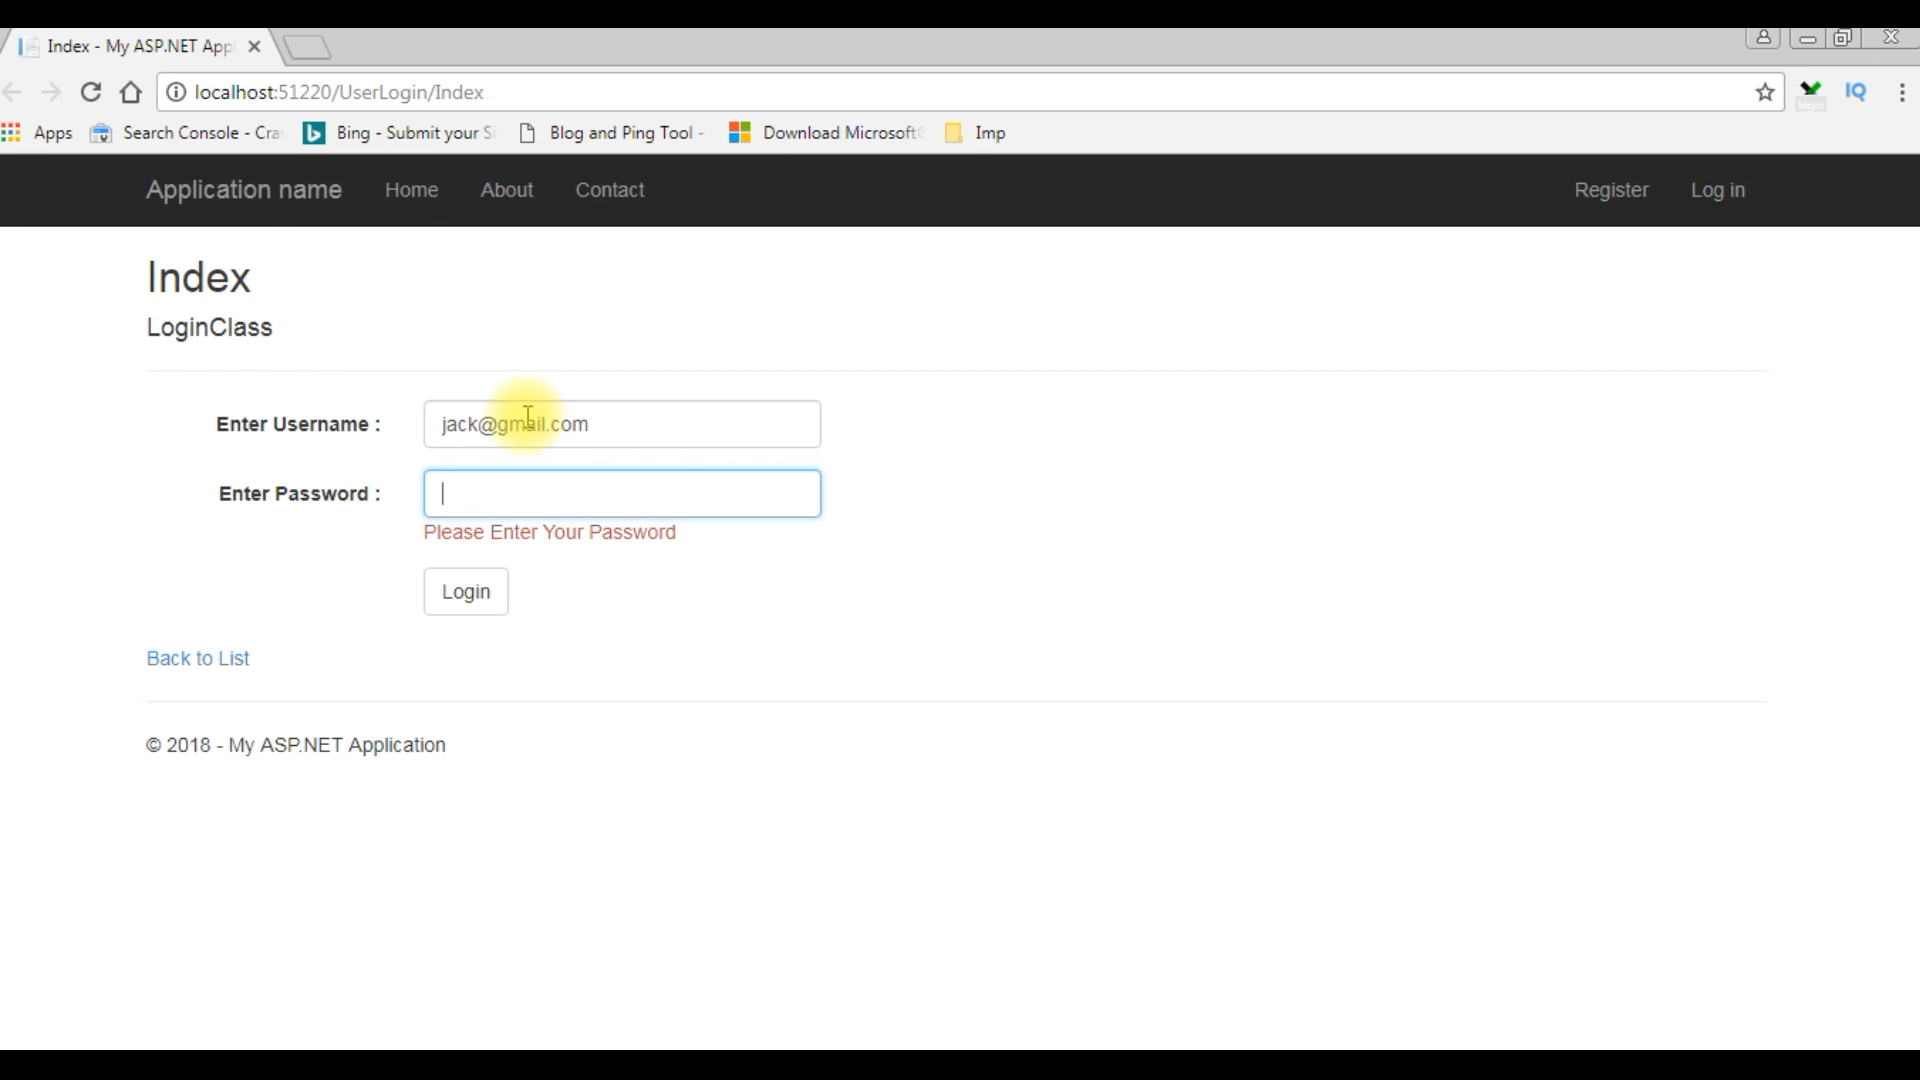 Index - My ASP.NET App
localhost:51220/UserLogin/Index
login
IQ
Apps
Search Console - Cra
Bing - Submit your S
Blog and Ping Tool -
Download Microsoft
Imp
Application name
Home
About
Contact
Register
Log in
Index
LoginClass
Enter Username :
jack@gmail.com
Enter Password :
Please Enter Your Password
Login
Back to List
© 2018 - My ASP.NET Application